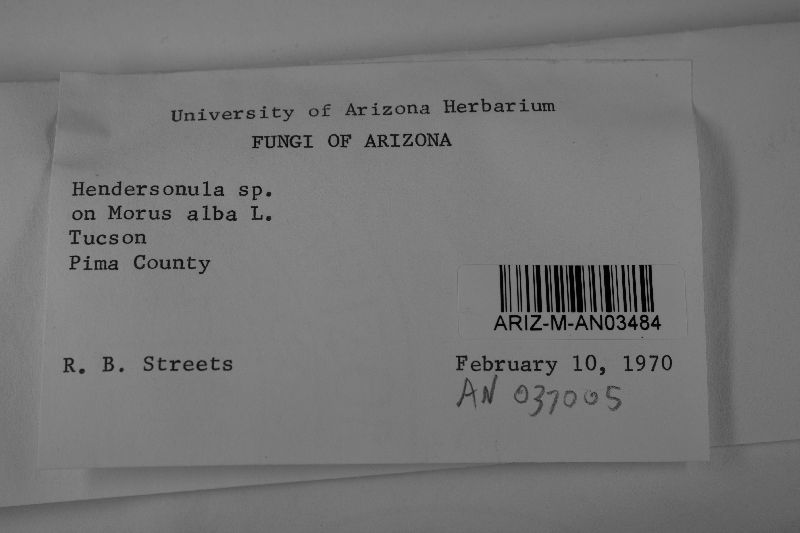 University of Arizona Herbarium
FUNGI OF ARIZONA
Hendersonula sp.
on Morus alba L.
Tucson
Pima County
ARIZ-M-AN03484
R. B. Streets
February 10, 1970
AN 037005